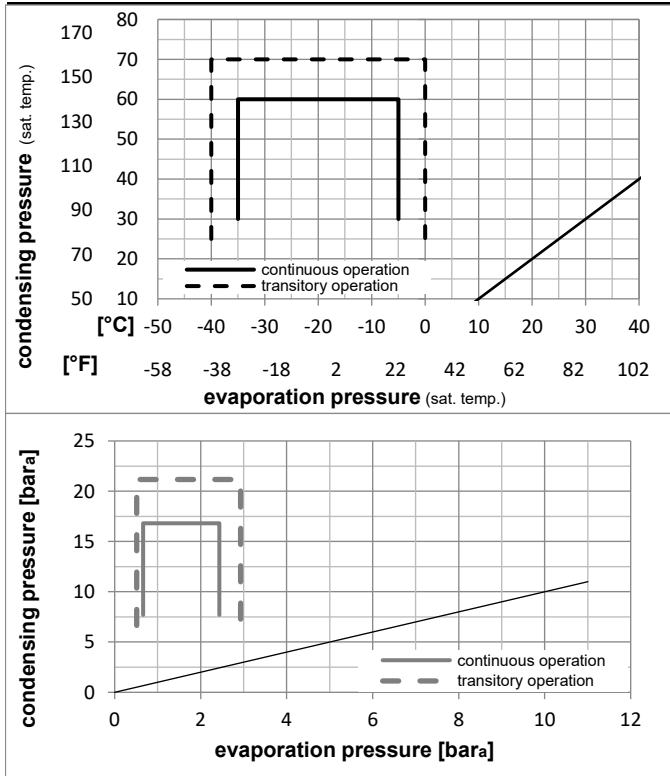 condensing pressure (sat. temp.)
170 80
70
150
60
130 50
110 40
90 30
70 20
50 10
continuous operation
transitory operation
[°C] -50 -40 -30 -20 -10 0 10 20 30 40
[°F] -58 -38 -18 2 22 42 62 82 102
evaporation pressure (sat. temp.)
condensing pressure [bara]
25
20
15
10
5
0
continuous operation
transitory operation
0 2 4 6 8 10 12
evaporation pressure [bara]